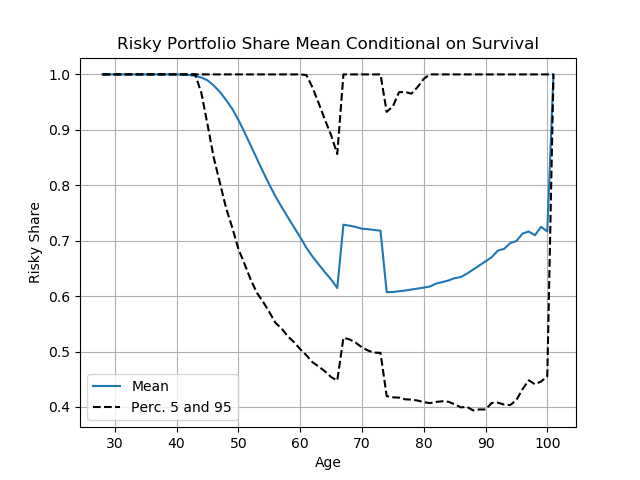 Risky Portfolio Share Mean Conditional on Survival
1.0
0.9
0.8
0.7
0.6
0.5
0.4
Risky Share
Mean
Perc. 5 and 95
30 40 50 60 70 80 90 100
Age